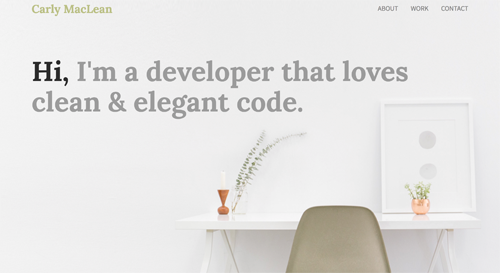 Carly MacLean
ABOUT WORK CONTACT
Hi, I'm a developer that loves
clean & elegant code.